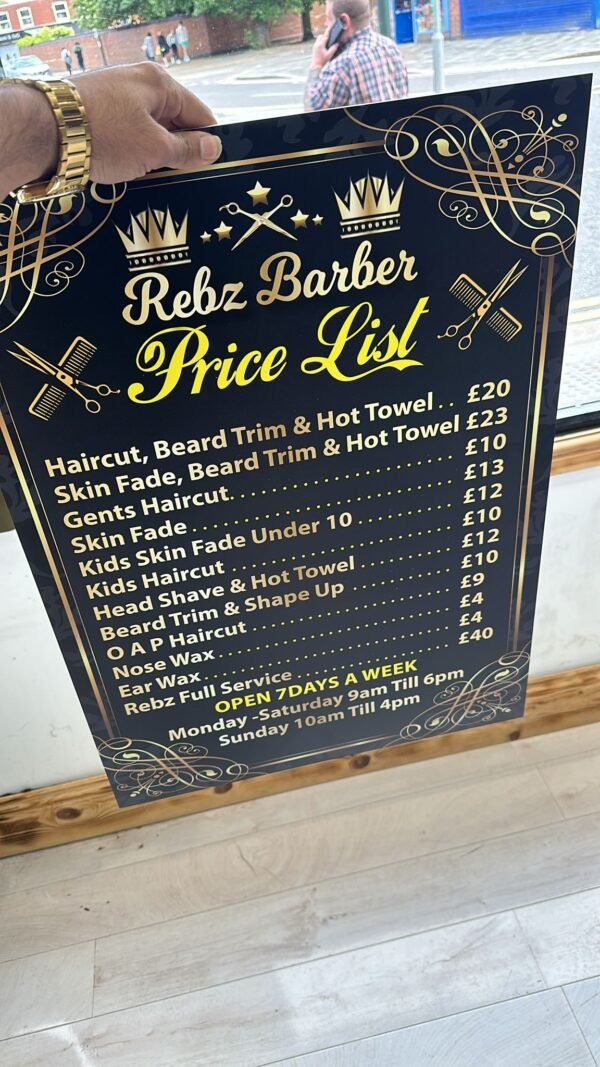 Rebz Barber
Price List
Haircut, Beard Trim & Hot Towel.. £20
Skin Fade, Beard Trim & Hot Towel £23
Gents Haircut........................ £10
Skin Fade............................ £13
Kids Skin Fade Under 10.......... £12
Kids Haircut........................ £10
Head Shave & Hot Towel......... £12
Beard Trim & Shape Up........... £10
O A P Haircut...................... £9
Nose Wax.......................... £4
Ear Wax............................ £4
Rebz Full Service................. £40
OPEN 7DAYS A WEEK
Monday -Saturday 9am Till 6pm
Sunday 10am Till 4pm